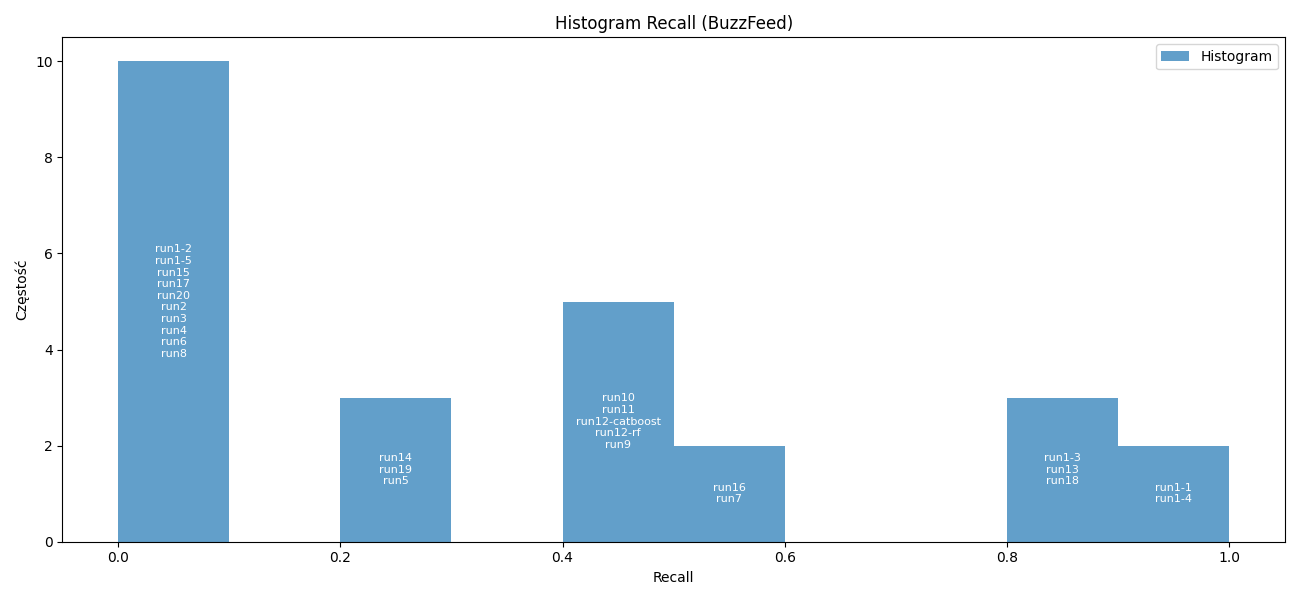 Histogram Recall (BuzzFeed)
Histogram
Częstość
10
8
6
4
2
0
run1-2
run1-5
run15
run17
run20
run2
run3
run4
run6
run8
run14
run19
run5
run10
run11
run12-catboost
run12-rf
run9
run16
run7
run1-3
run13
run18
run1-1
run1-4
0.0
0.2
0.4
0.6
0.8
1.0
Recall